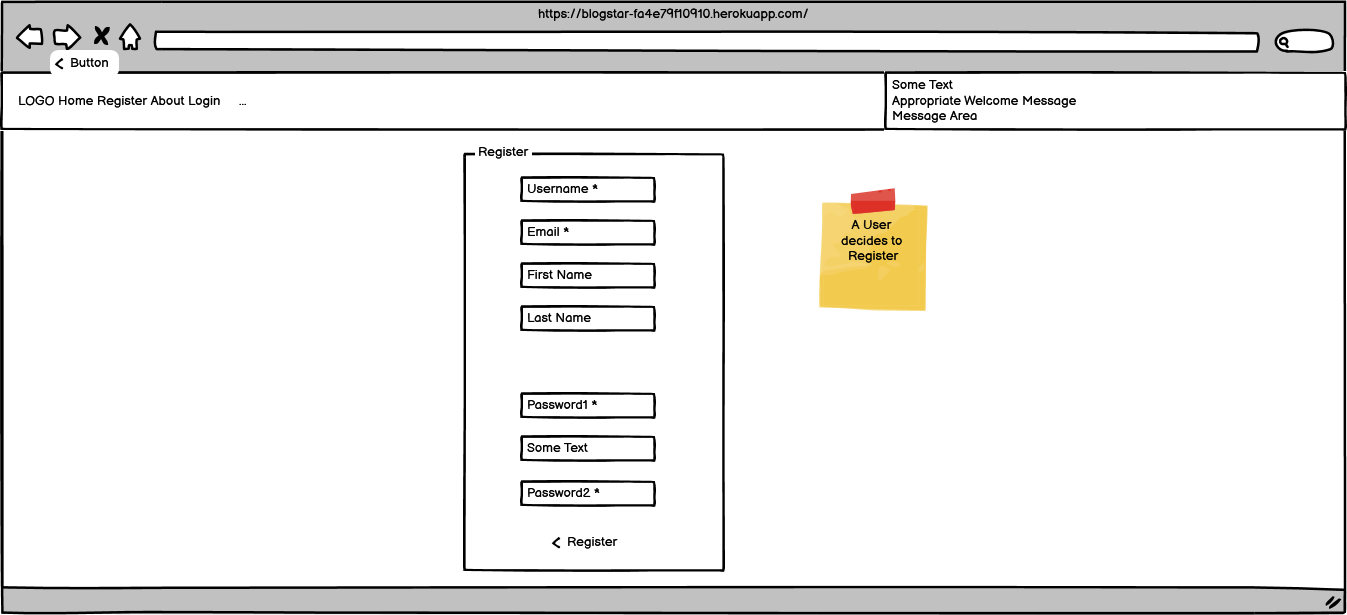 https://blogstar-fa4e79f10910.herokuapp.com/
Button
LOGO Home Register About Login ...
Some Text
Appropriate Welcome Message
Message Area
Register
Username *
Email *
First Name
Last Name
Password1 *
Some Text
Password2 *
Register
A User
decides to
Register